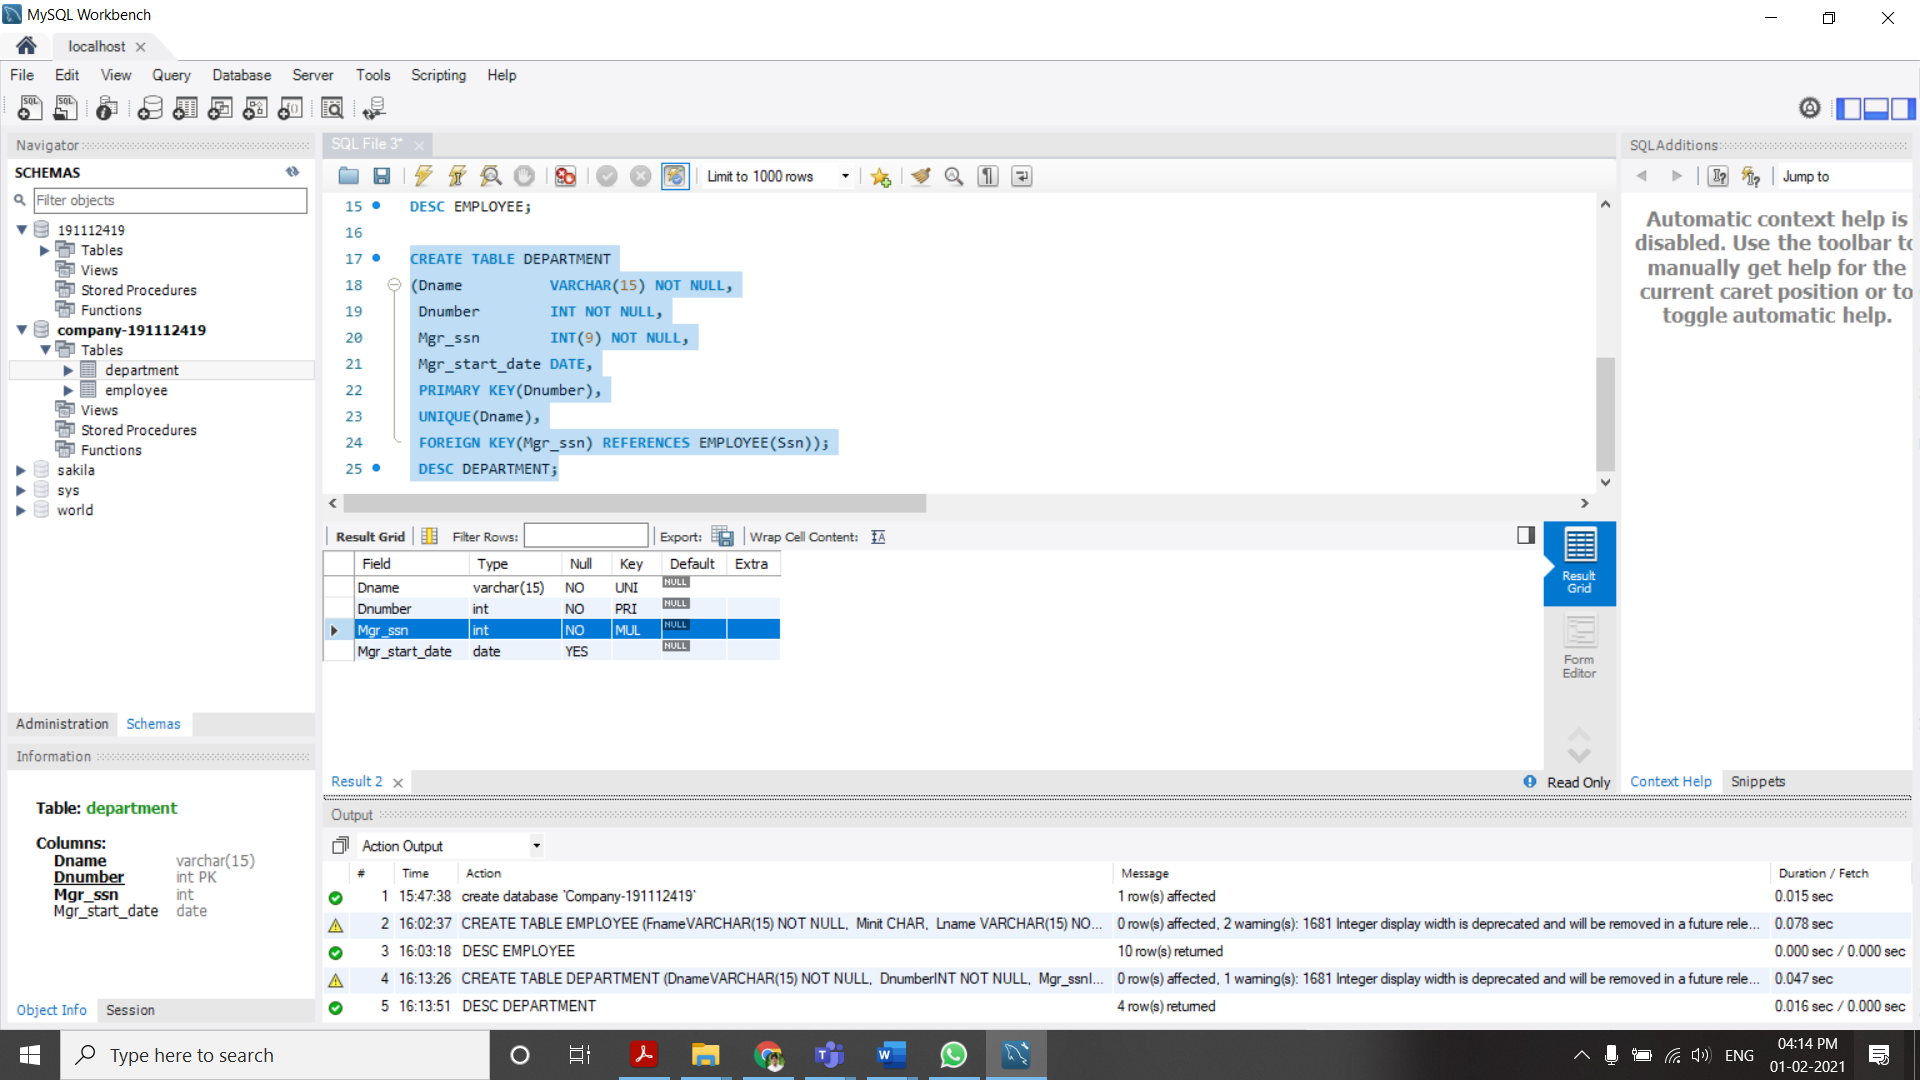 MySQL Workbench
localhost
File Edit View Query Database Server Tools Scripting Help
Navigator
SCHEMAS
Filter objects
191112419
Tables
Views
Stored Procedures
Functions
company-191112419
Tables
department
employee
Views
Stored Procedures
Functions
sakila
sys
world
Administration Schemas
Information
Table: department
Columns:
Dname varchar(15)
Dnumber int PK
Mgr_ssn int
Mgr_start_date date
Object Info Session
SQL File 3*
Limit to 1000 rows
15 DESC EMPLOYEE;
16
17 CREATE TABLE DEPARTMENT
18 (Dname VARCHAR(15) NOT NULL,
19 Dnumber INT NOT NULL,
20 Mgr_ssn INT(9) NOT NULL,
21 Mgr_start_date DATE,
22 PRIMARY KEY(Dnumber),
23 UNIQUE(Dname),
24 FOREIGN KEY(Mgr_ssn) REFERENCES EMPLOYEE(Ssn));
25 DESC DEPARTMENT;
Result Grid Filter Rows: Export: Wrap Cell Content:
Field Type Null Key Default Extra
Dname varchar(15) NO UNI NULL
Dnumber int NO PRI NULL
Mgr_ssn int NO MUL NULL
Mgr_start_date date YES NULL
Result Grid
Form Editor
Result 2
Read Only
SQLAdditions
Jump to
Automatic context help is
disabled. Use the toolbar to
manually get help for the
current caret position or to
toggle automatic help.
Context Help Snippets
Output
Action Output
# Time Action Message Duration / Fetch
1 15:47:38 create database `Company-191112419` 1 row(s) affected 0.015 sec
2 16:02:37 CREATE TABLE EMPLOYEE (FnameVARCHAR(15) NOT NULL, Minit CHAR, Lname VARCHAR(15) NO... 0 row(s) affected, 2 warning(s): 1681 Integer display width is deprecated and will be removed in a future rele... 0.078 sec
3 16:03:18 DESC EMPLOYEE 10 row(s) returned 0.000 sec / 0.000 sec
4 16:13:26 CREATE TABLE DEPARTMENT (DnameVARCHAR(15) NOT NULL, DnumberINT NOT NULL, Mgr_ssnI... 0 row(s) affected, 1 warning(s): 1681 Integer display width is deprecated and will be removed in a future rele... 0.047 sec
5 16:13:51 DESC DEPARTMENT 4 row(s) returned 0.016 sec / 0.000 sec
Type here to search
ENG
04:14 PM
01-02-2021